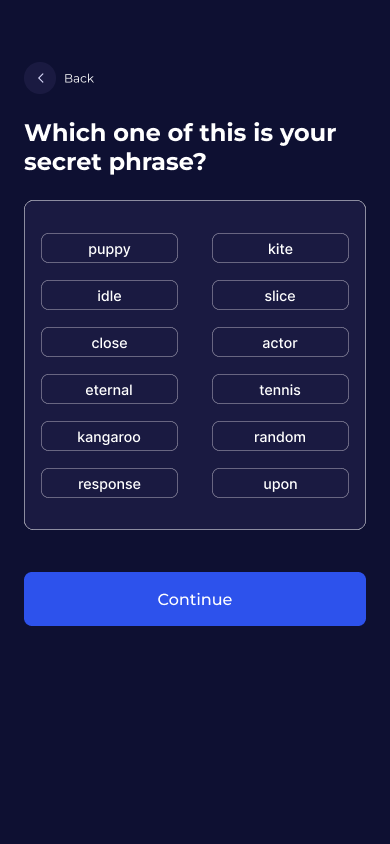 Back
Which one of this is your
secret phrase?
puppy
kite
idle
slice
close
actor
eternal
tennis
kangaroo
random
response
upon
Continue